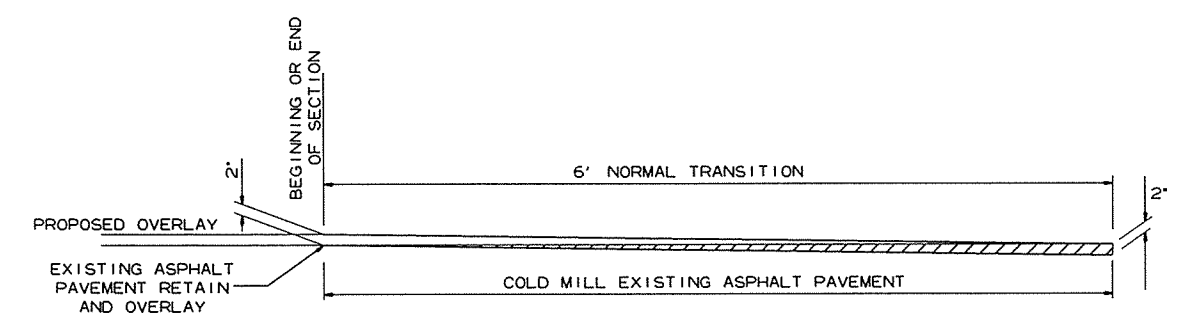 BEGINNING OR END
OF SECTION
2"
6' NORMAL TRANSITION
2"
PROPOSED OVERLAY
EXISTING ASPHALT
PAVEMENT RETAIN
AND OVERLAY
COLD MILL EXISTING ASPHALT PAVEMENT